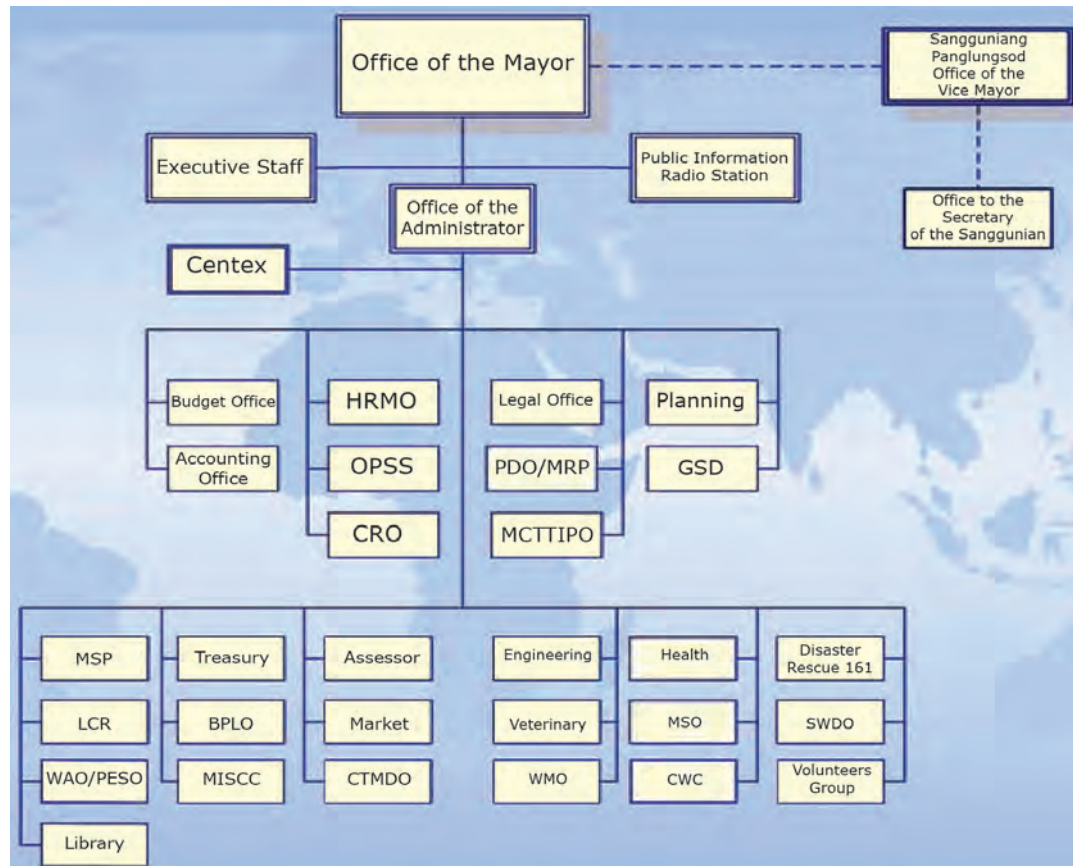 Office of the Mayor
Sangguniang
Panglungsod
Office of the
Vice Mayor
Executive Staff
Public Information
Radio Station
Office of the
Administrator
Office to the
Secretary
of the Sanggunian
Centex
Budget Office
HRMO
Legal Office
Planning
Accounting
Office
OPSS
PDO/MRP
GSD
CRO
MCTTIPO
MSP
Treasury
Assessor
Engineering
Health
Disaster
Rescue 161
LCR
BPLO
Market
Veterinary
MSO
SWDO
WAO/PESO
MISCC
CTMDO
WMO
CWC
Volunteers
Group
Library